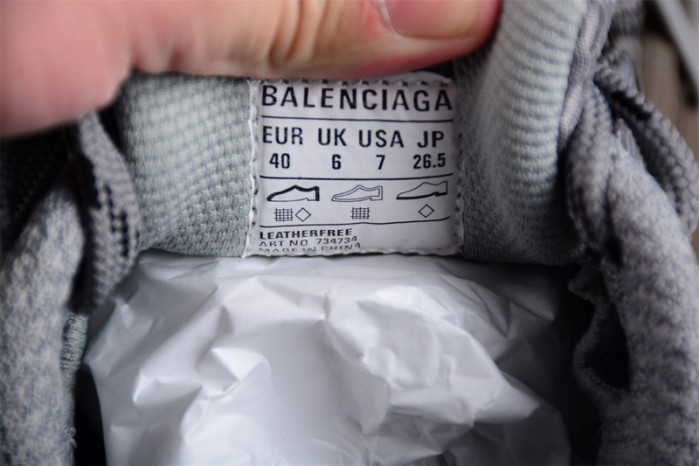 BALENCIAGA
EUR UK USA JP
40 6 7 26.5
LEATHERFREE
ART NO 734734
MADE IN CHINA